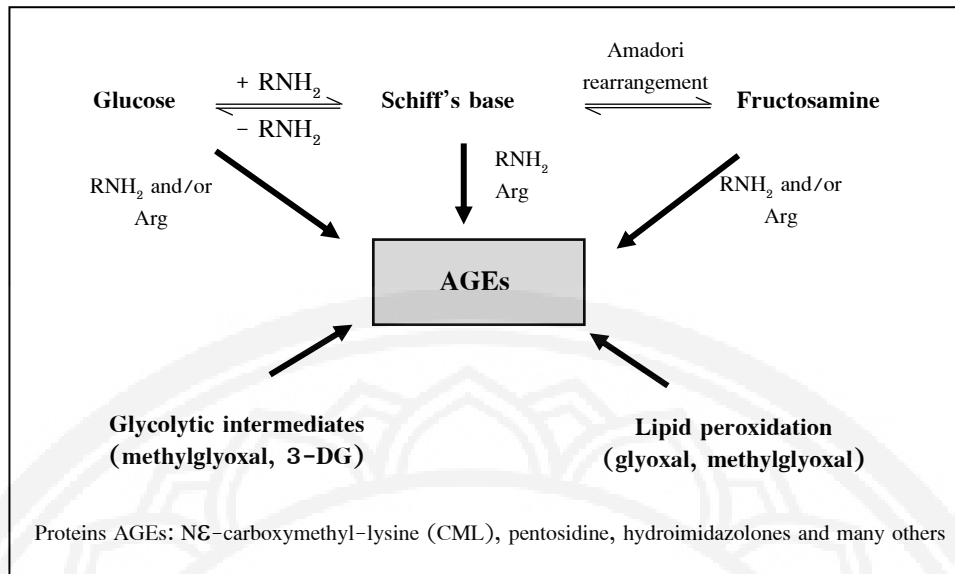 Amadori
rearrangement
Glucose
+ RNH₂
− RNH₂
Schiff's base
Fructosamine
RNH₂ and/or
Arg
RNH₂
Arg
RNH₂ and/or
Arg
AGEs
Glycolytic intermediates
(methylglyoxal, 3-DG)
Lipid peroxidation
(glyoxal, methylglyoxal)
Proteins AGEs: Nε-carboxymethyl-lysine (CML), pentosidine, hydroimidazolones and many others